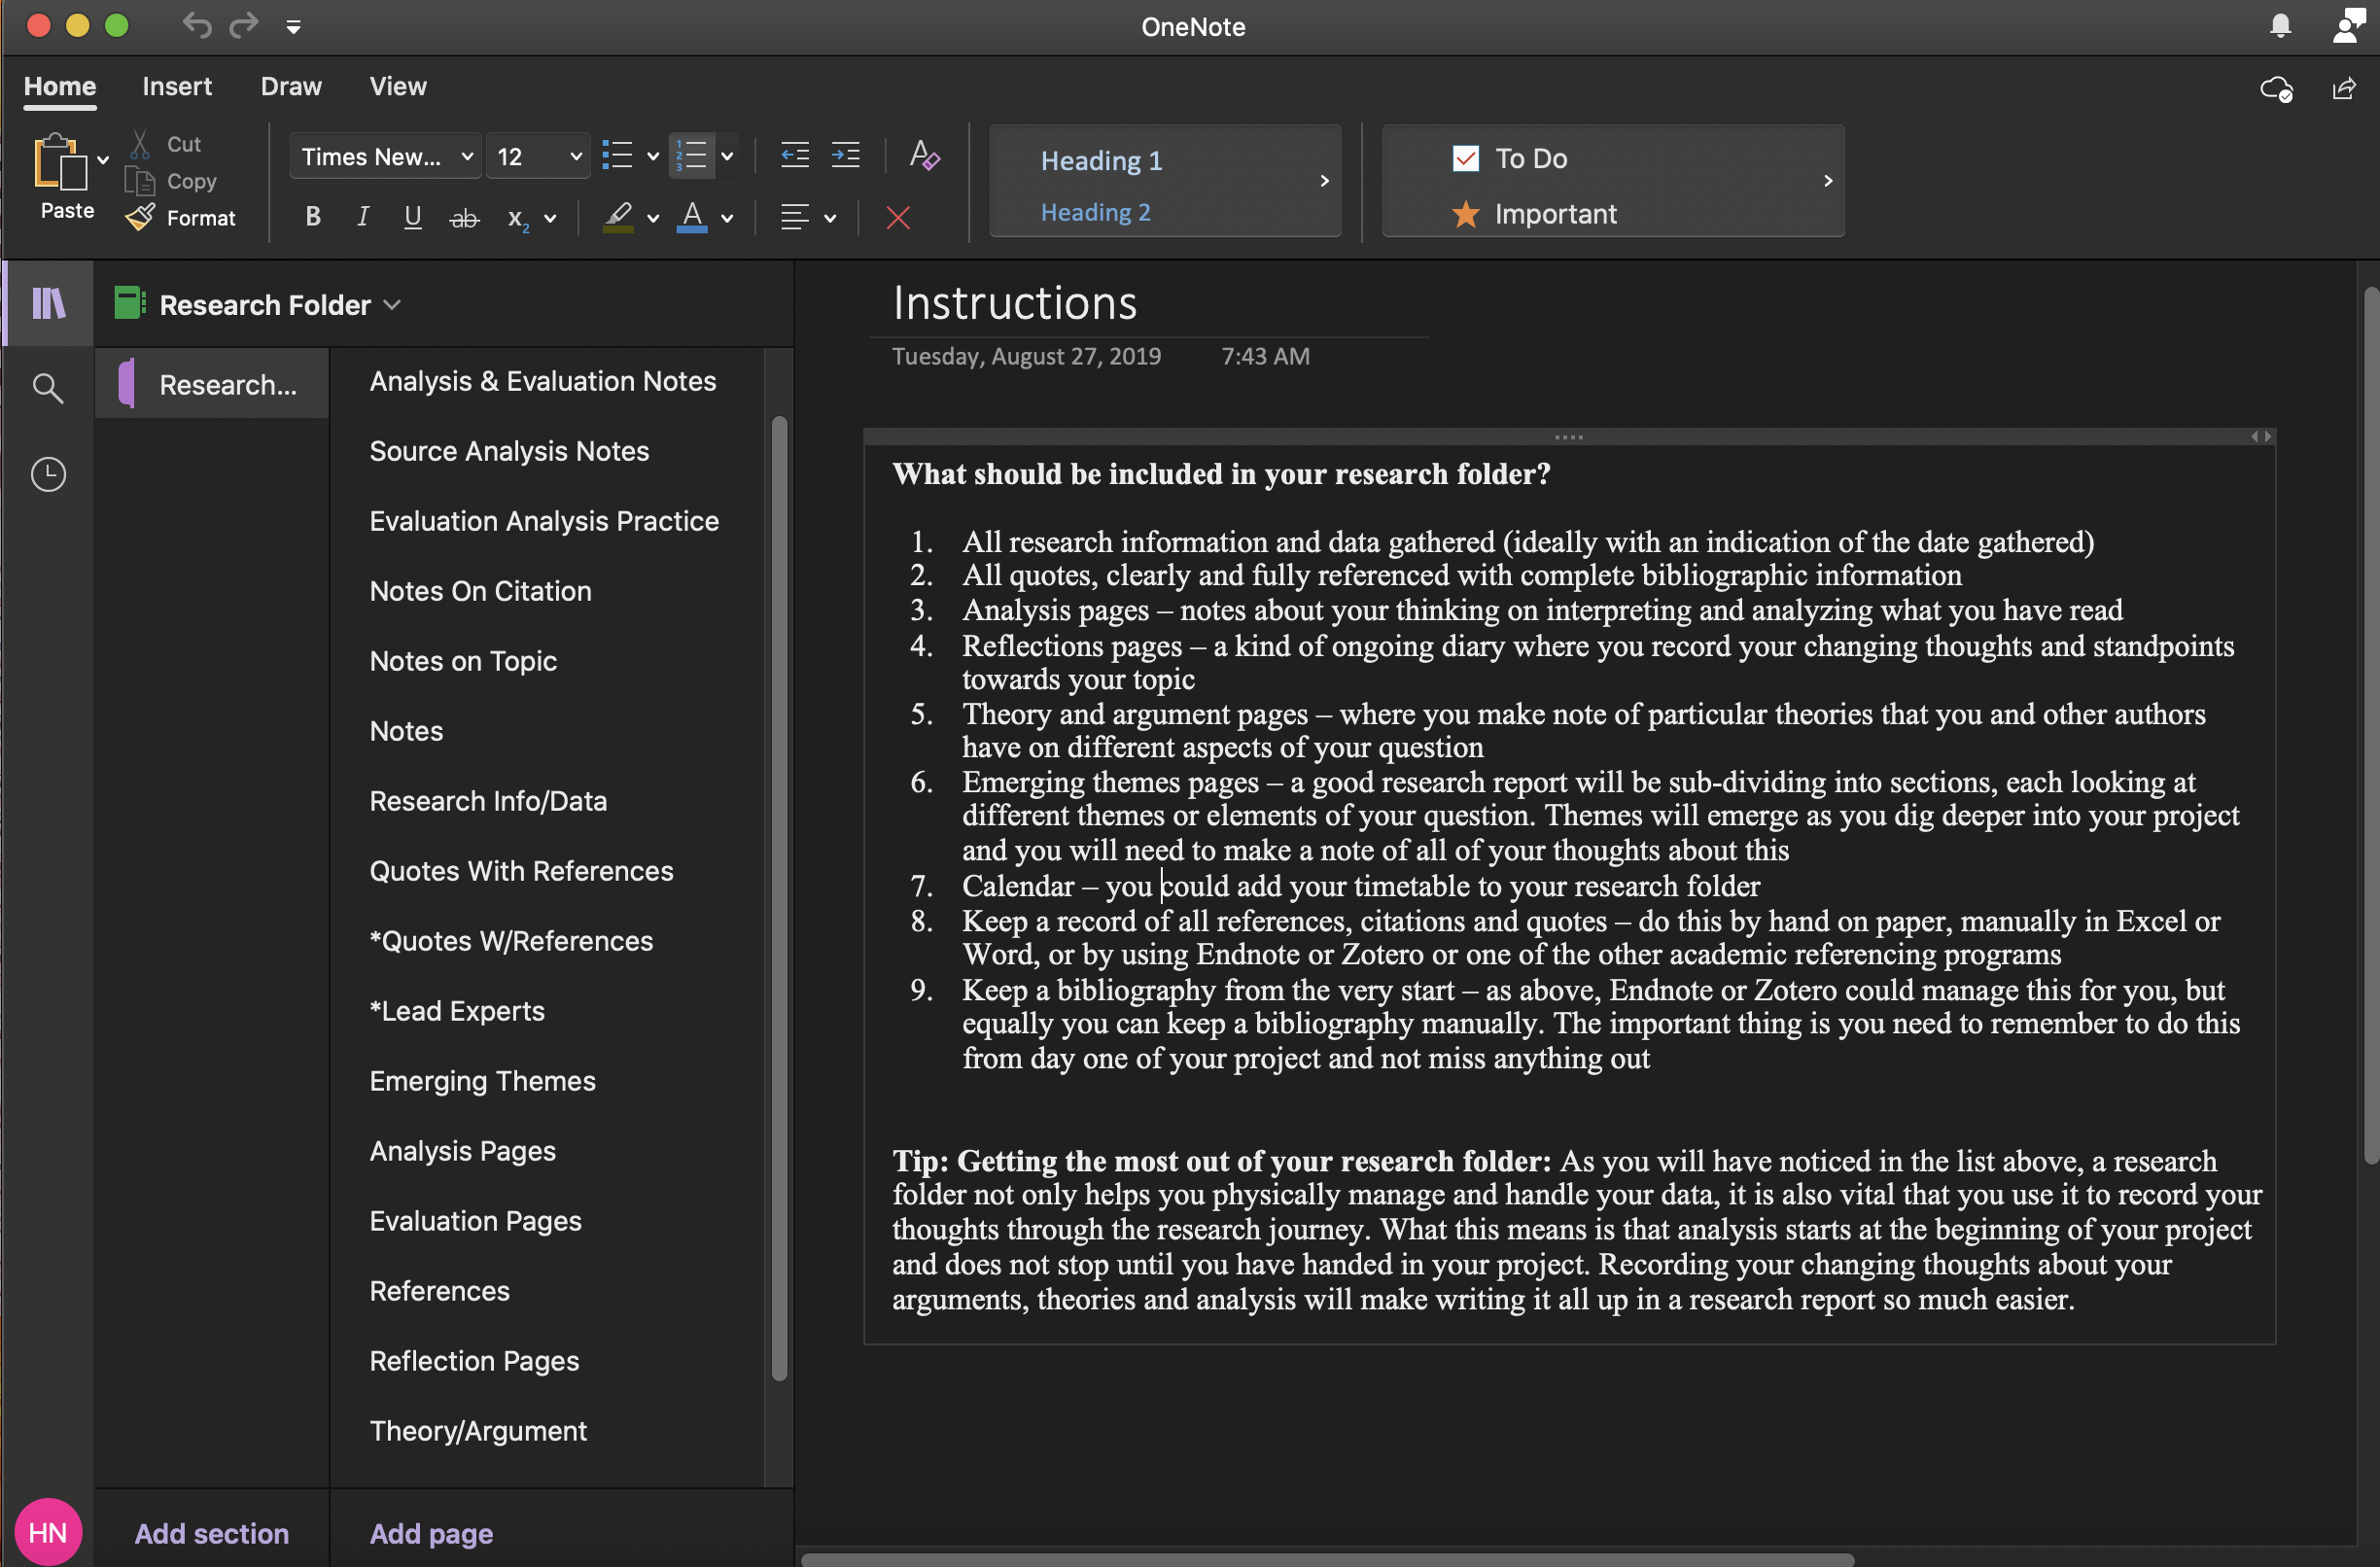 OneNote
Home Insert Draw View
Paste
Cut
Copy
Format
Times New... 12
1
2
3
B I U ab x2 A
A
Heading 1
Heading 2
To Do
Important
Research Folder
Research...
Analysis & Evaluation Notes
Source Analysis Notes
Evaluation Analysis Practice
Notes On Citation
Notes on Topic
Notes
Research Info/Data
Quotes With References
*Quotes W/References
*Lead Experts
Emerging Themes
Analysis Pages
Evaluation Pages
References
Reflection Pages
Theory/Argument
HN
Add section
Add page
Instructions
Tuesday, August 27, 2019 7:43 AM
What should be included in your research folder?
1. All research information and data gathered (ideally with an indication of the date gathered)
2. All quotes, clearly and fully referenced with complete bibliographic information
3. Analysis pages – notes about your thinking on interpreting and analyzing what you have read
4. Reflections pages – a kind of ongoing diary where you record your changing thoughts and standpoints
towards your topic
5. Theory and argument pages – where you make note of particular theories that you and other authors
have on different aspects of your question
6. Emerging themes pages – a good research report will be sub-dividing into sections, each looking at
different themes or elements of your question. Themes will emerge as you dig deeper into your project
and you will need to make a note of all of your thoughts about this
7. Calendar – you could add your timetable to your research folder
8. Keep a record of all references, citations and quotes – do this by hand on paper, manually in Excel or
Word, or by using Endnote or Zotero or one of the other academic referencing programs
9. Keep a bibliography from the very start – as above, Endnote or Zotero could manage this for you, but
equally you can keep a bibliography manually. The important thing is you need to remember to do this
from day one of your project and not miss anything out
Tip: Getting the most out of your research folder: As you will have noticed in the list above, a research
folder not only helps you physically manage and handle your data, it is also vital that you use it to record your
thoughts through the research journey. What this means is that analysis starts at the beginning of your project
and does not stop until you have handed in your project. Recording your changing thoughts about your
arguments, theories and analysis will make writing it all up in a research report so much easier.